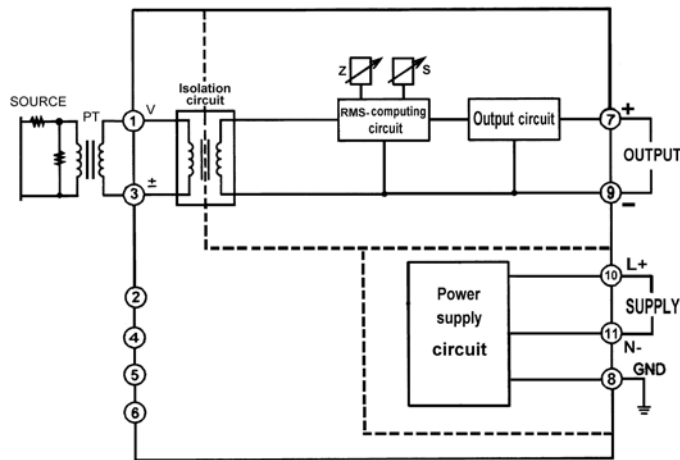 SOURCE
PT
1
V
Isolation
circuit
Z
S
RMS-computing
circuit
Output circuit
7
+
OUTPUT
3
±
9
−
2
4
5
6
Power
supply
circuit
10
L+
SUPPLY
11
N-
8
GND